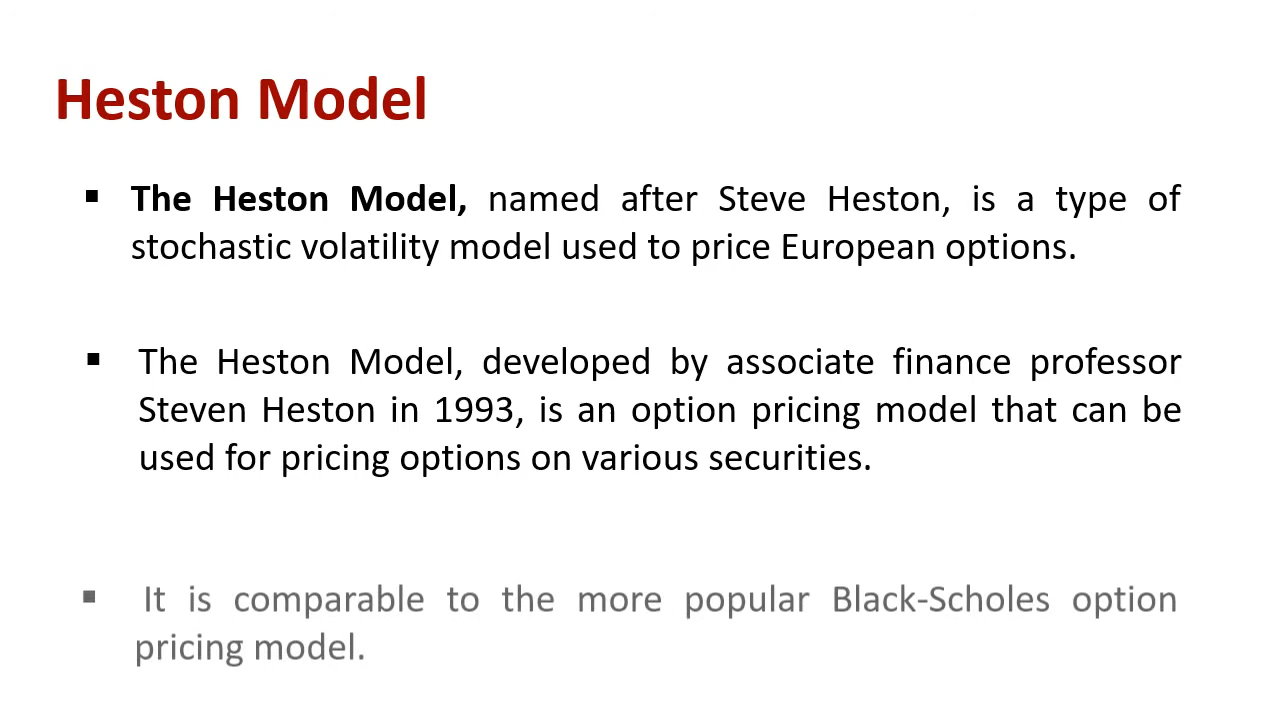 Heston Model
▪ The Heston Model, named after Steve Heston, is a type of
stochastic volatility model used to price European options.
▪ The Heston Model, developed by associate finance professor
Steven Heston in 1993, is an option pricing model that can be
used for pricing options on various securities.
▪ It is comparable to the more popular Black-Scholes option
pricing model.